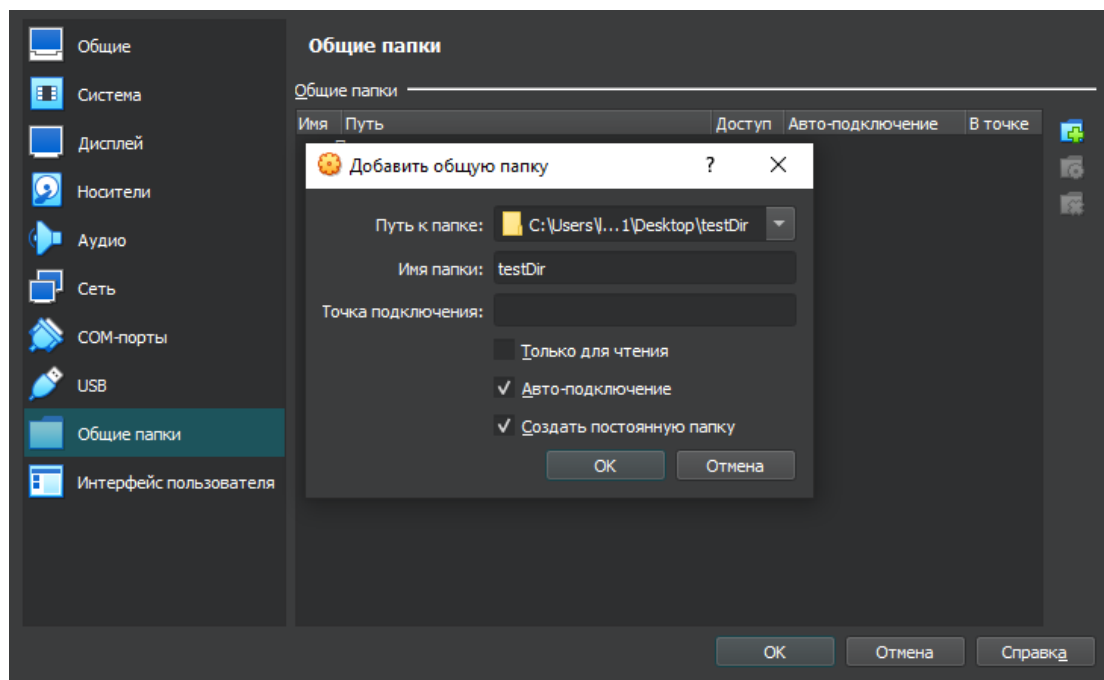 Общие
Система
Дисплей
Носители
Аудио
Сеть
COM-порты
USB
Общие папки
Интерфейс пользователя
Общие папки
Общие папки
Имя Путь Доступ Авто-подключение В точке
Добавить общую папку ? ✕
Путь к папке: C:\Users\l...1\Desktop\testDir
Имя папки: testDir
Точка подключения:
Только для чтения
Авто-подключение
Создать постоянную папку
OK Отмена
OK Отмена Справка